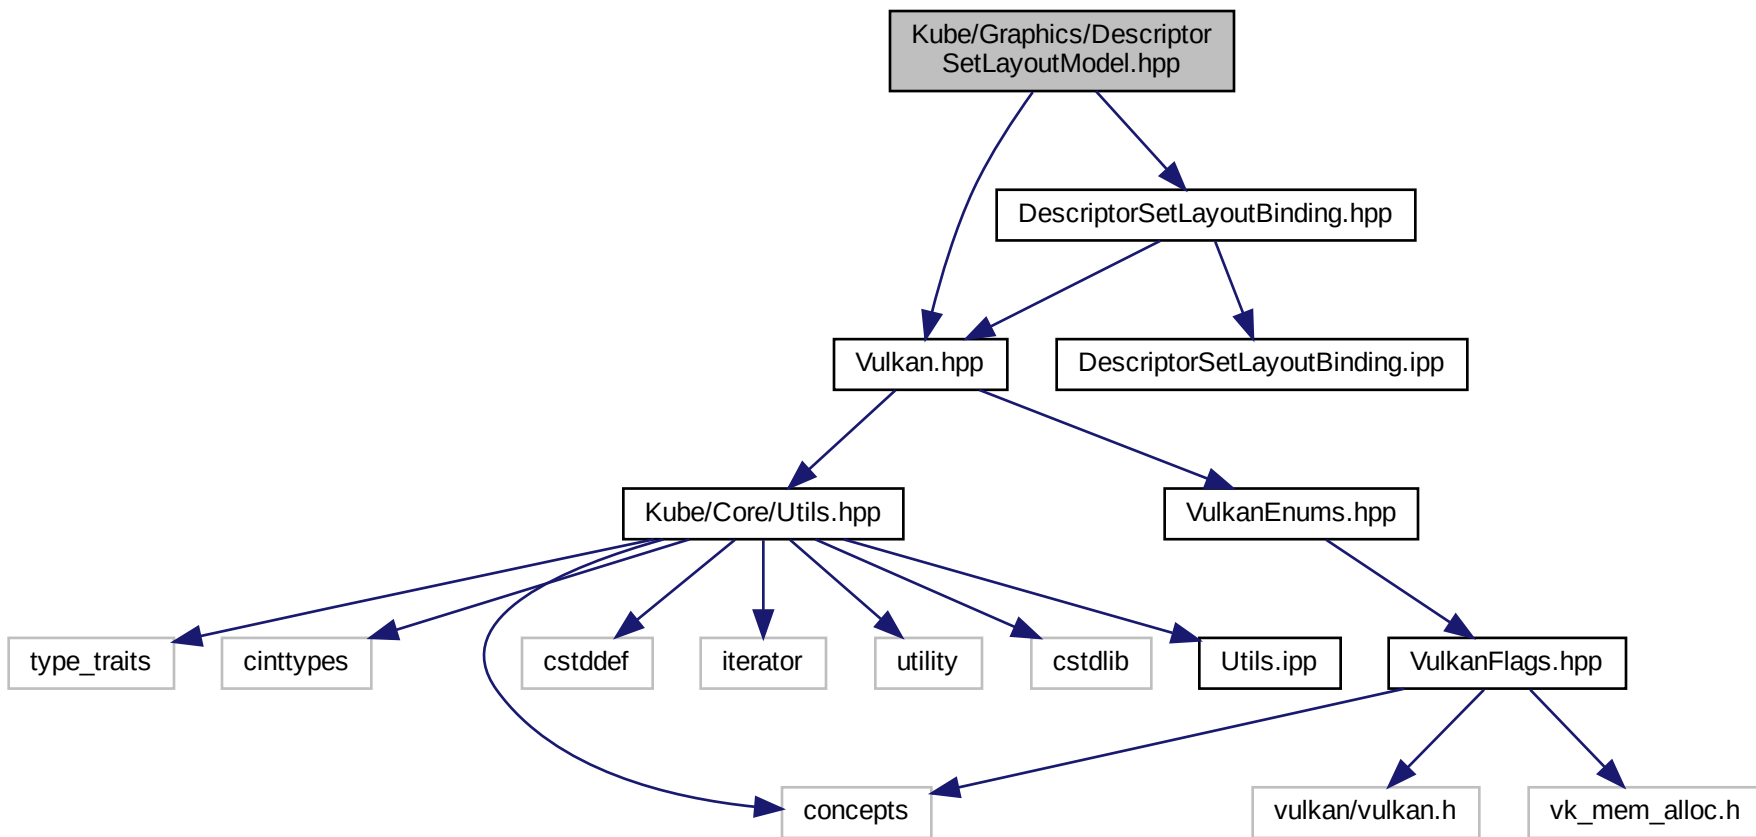 Kube/Graphics/Descriptor
SetLayoutModel.hpp
DescriptorSetLayoutBinding.hpp
Vulkan.hpp
DescriptorSetLayoutBinding.ipp
Kube/Core/Utils.hpp
VulkanEnums.hpp
type_traits
cinttypes
cstddef
iterator
utility
cstdlib
Utils.ipp
VulkanFlags.hpp
concepts
vulkan/vulkan.h
vk_mem_alloc.h